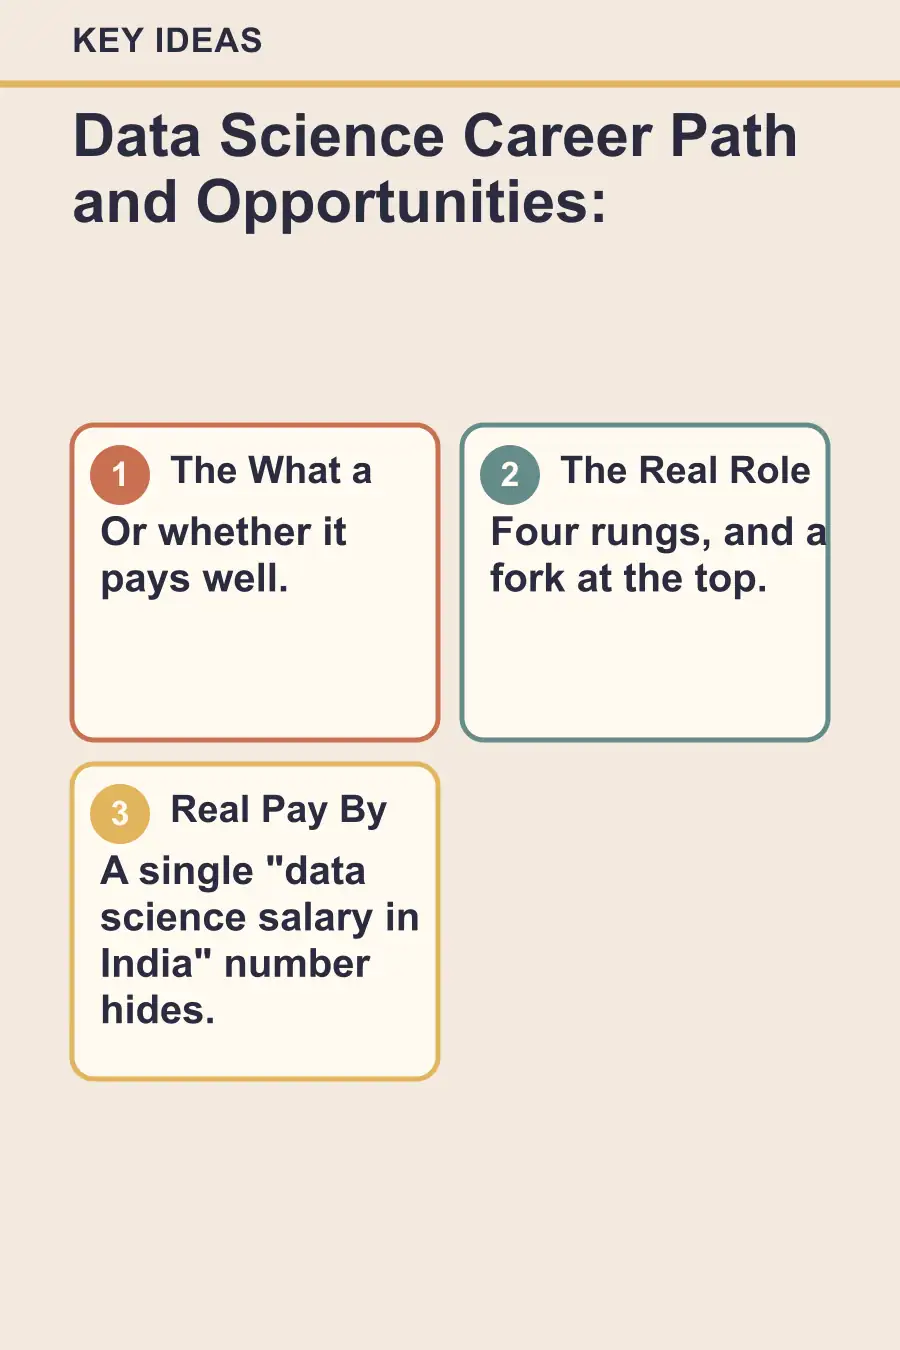 KEY IDEAS
Data Science Career Path
and Opportunities:
1 The What a
Or whether it
pays well.
2 The Real Role
Four rungs, and a
fork at the top.
3 Real Pay By
A single "data
science salary in
India" number
hides.